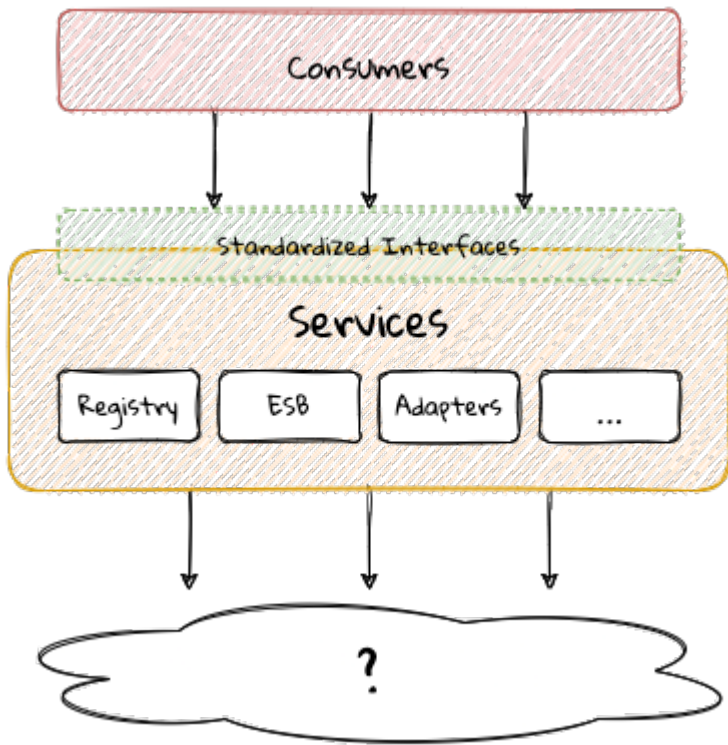 Consumers
Standardized Interfaces
Services
Registry
ESB
Adapters
...
?